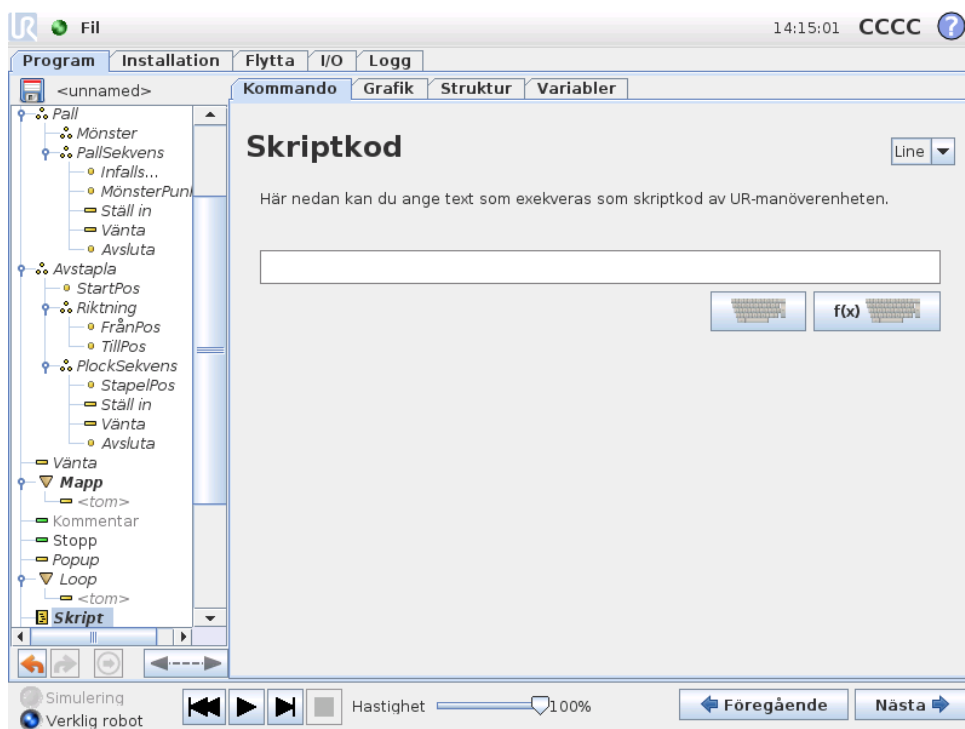 UR Fil 14:15:01 CCCC ?
Program Installation Flytta I/O Logg
<unnamed>
Kommando Grafik Struktur Variabler
Pall
Mönster
PallSekvens
Infalls...
MönsterPunl
Ställ in
Vänta
Avsluta
Avstapla
StartPos
Riktning
FrånPos
TillPos
PlockSekvens
StapelPos
Ställ in
Vänta
Avsluta
Vänta
Mapp
<tom>
Kommentar
Stopp
Popup
Loop
<tom>
Skript
Skriptkod
Line
Här nedan kan du ange text som exekveras som skriptkod av UR-manöverenheten.
f(x)
Simulering
Verklig robot
Hastighet 100%
Föregående Nästa